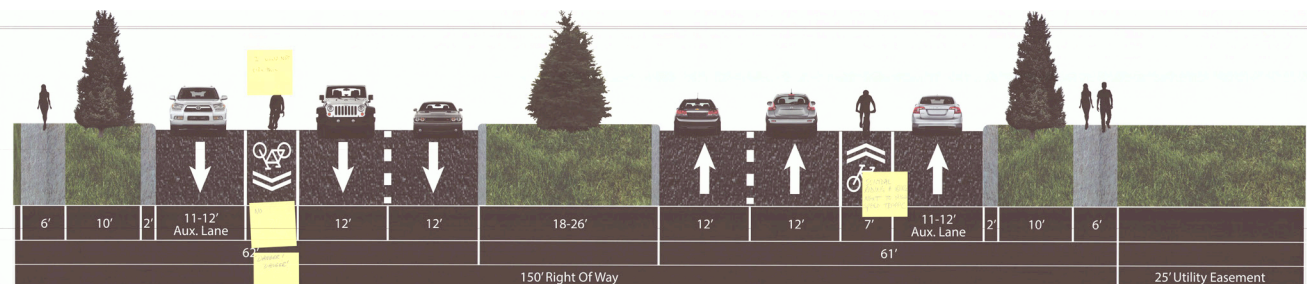 6' 10' 2' 11-12' 12' 12' 18-26' 12' 12' 7' 11-12' 2' 10' 6'
Aux. Lane Aux. Lane
62' 61'
150' Right Of Way 25' Utility Easement